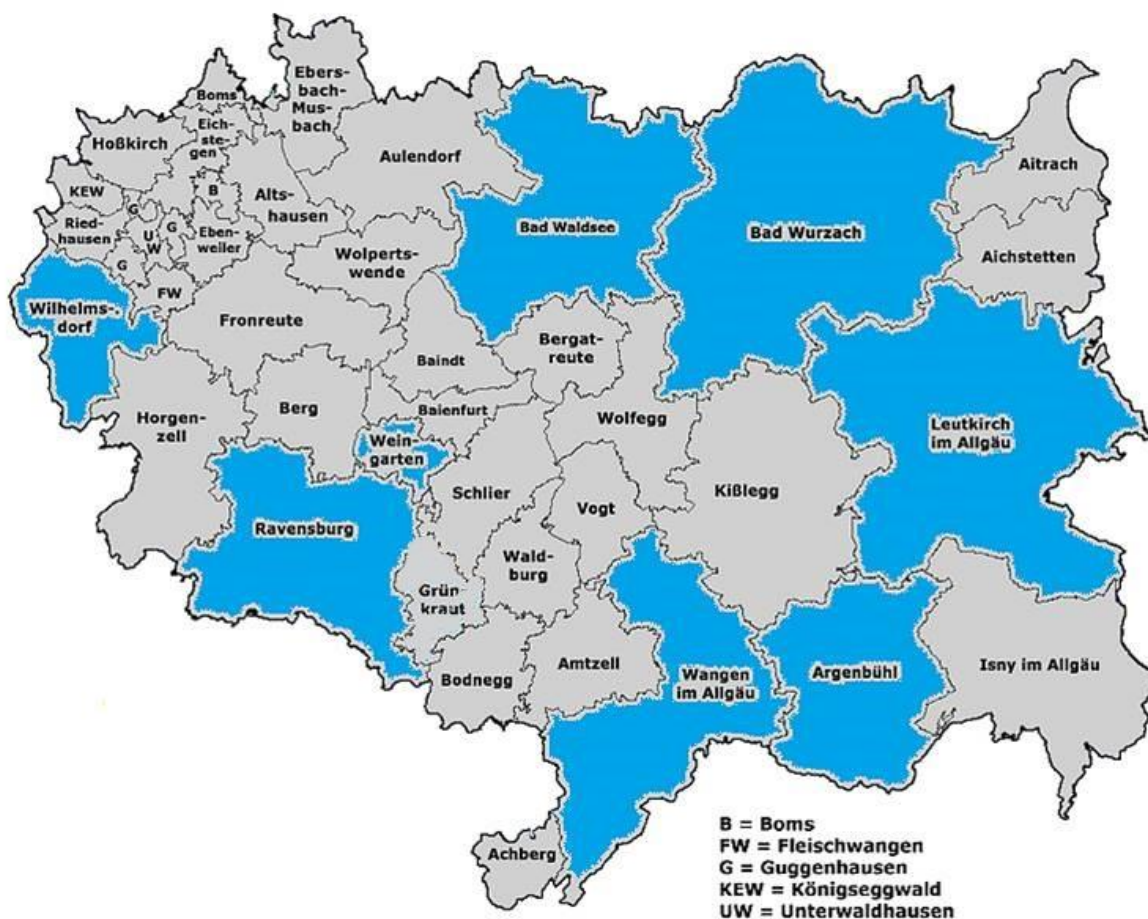 Ebers-
bach-
Mus-
bach
Boms
Eich-
ste-
gen
Hoßkirch
Aulendorf
Aitrach
KEW
B
Alts-
hausen
G
Ried-
hausen
U
W
G
Eben-
weiler
Bad Waldsee
Bad Wurzach
Wolperts-
wende
Aichstetten
G
FW
Wilhelms-
dorf
Fronreute
Bergat-
reute
Baindt
Horgen-
zell
Berg
Baienfurt
Wolfegg
Leutkirch
im Allgäu
Wein-
garten
Schlier
Vogt
Kißlegg
Ravensburg
Wald-
burg
Grün-
kraut
Bodnegg
Amtzell
Wangen
im Allgäu
Argenbühl
Isny im Allgäu
Achberg
B = Boms
FW = Fleischwangen
G = Guggenhausen
KEW = Königseggwald
UW = Unterwaldhausen